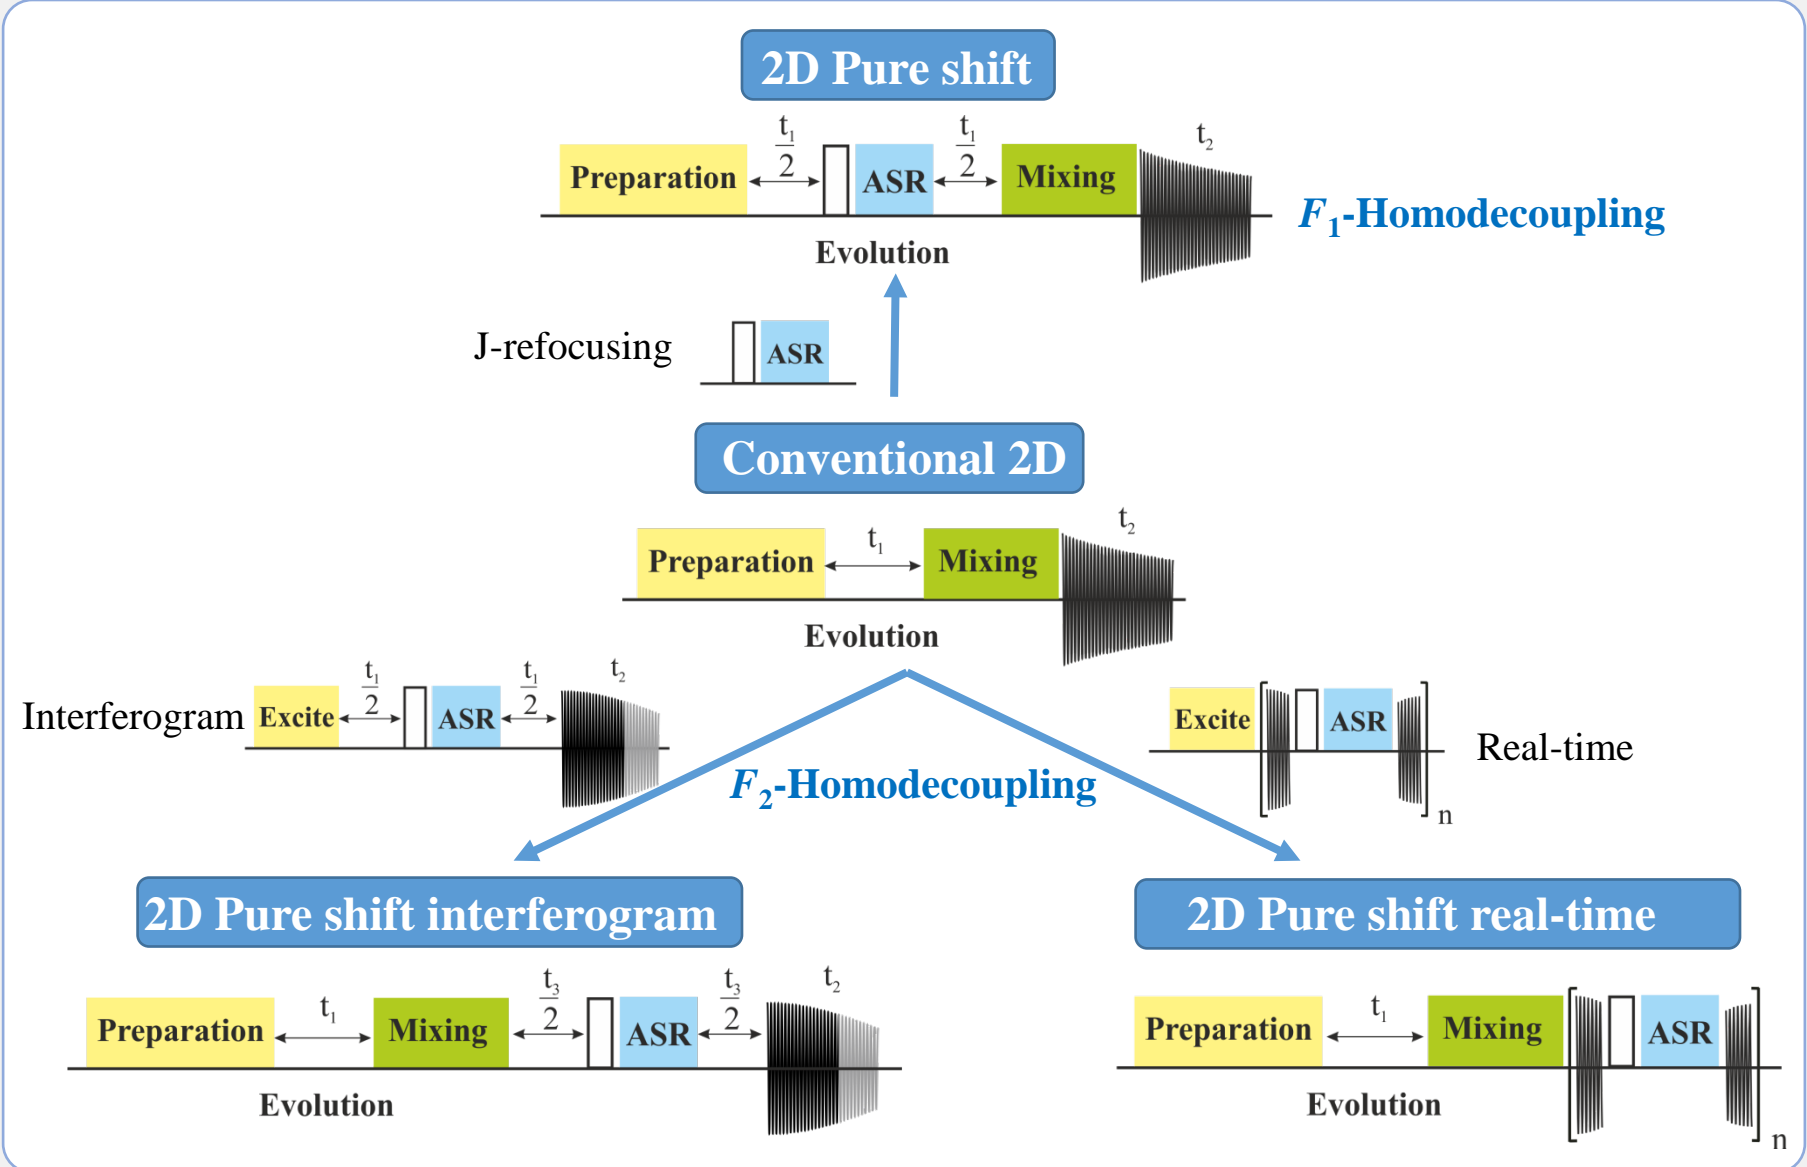 2D Pure shift
t1/2
t1/2
t2
Preparation
ASR
Mixing
F1-Homodecoupling
Evolution
J-refocusing
ASR
Conventional 2D
t2
t1
Preparation
Mixing
Evolution
Interferogram
Excite
t1/2
ASR
t1/2
t2
Excite
ASR
n
Real-time
F2-Homodecoupling
2D Pure shift interferogram
Preparation
t1
Mixing
t3/2
ASR
t3/2
t2
Evolution
2D Pure shift real-time
Preparation
t1
Mixing
ASR
n
Evolution